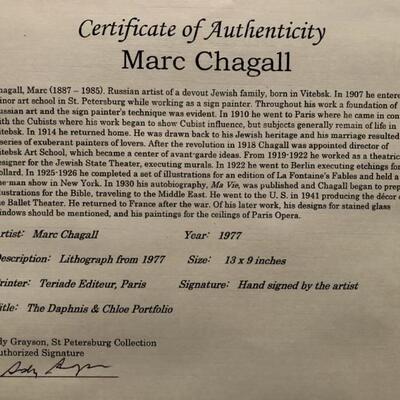 Certificate of Authenticity
Marc Chagall
hagall, Marc (1887 – 1985). Russian artist of a devout Jewish family, born in Vitebsk. In 1907 he entere
inor art school in St. Petersburg while working as a sign painter. Throughout his work a foundation of
ussian art and the sign painter's technique was evident. In 1910 he went to Paris where he came in con
ith the Cubists where his work began to show Cubist influence, but subjects generally remain of life in
itebsk. In 1914 he returned home. He was drawn back to his Jewish heritage and his marriage resulted
series of exuberant painters of lovers. After the revolution in 1918 Chagall was appointed director of
itebsk Art School, which became a center of avant-garde ideas. From 1919-1922 he worked as a theatric
esigner for the Jewish State Theater, executing murals. In 1922 he went to Berlin executing etchings for
ollard. In 1925-1926 he completed a set of illustrations for an edition of La Fontaine's Fables and held a
ne-man show in New York. In 1930 his autobiography, Ma Vie, was published and Chagall began to prep
lustrations for the Bible, traveling to the Middle East. He went to the U.S. in 1941 producing the décor o
he Ballet Theater. He returned to France after the war. Of his later work, his designs for stained glass
indows should be mentioned, and his paintings for the ceilings of Paris Opera.
rtist: Marc Chagall Year: 1977
escription: Lithograph from 1977 Size: 13 x 9 inches
rinter: Teriade Editeur, Paris Signature: Hand signed by the artist
itle: The Daphnis & Chloe Portfolio
dy Grayson, St Petersburg Collection
uthorized Signature